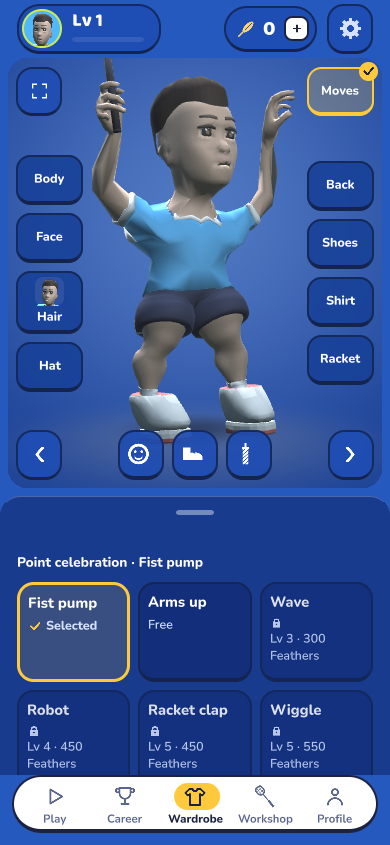 Lv 1
0
+
Moves
Body
Back
Face
Shoes
Hair
Shirt
Hat
Racket
Point celebration · Fist pump
Fist pump
Selected
Arms up
Free
Wave
Lv 3 · 300
Feathers
Robot
Lv 4 · 450
Feathers
Racket clap
Lv 5 · 450
Feathers
Wiggle
Lv 5 · 550
Feathers
Play
Career
Wardrobe
Workshop
Profile